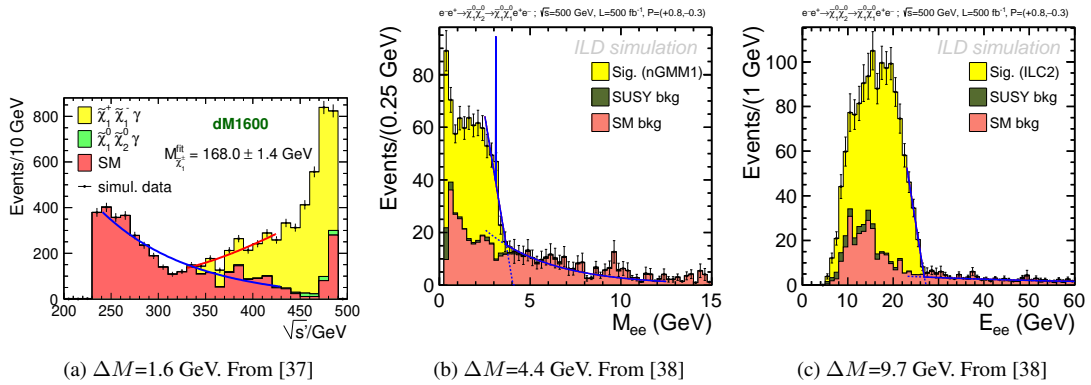 800
600
400
200
0
Events/10 GeV
χ̃₁⁺ χ̃₁⁻ γ
χ̃₁⁰ χ̃₂⁰ γ
SM
simul. data
dM1600
M^fit_χ̃₁± = 168.0 ± 1.4 GeV
200 250 300 350 400 450 500
√s'/GeV
(a) ΔM=1.6 GeV. From [37]
e⁻e⁺→χ̃₁⁰χ̃₂⁰→χ̃₁⁰χ̃₁⁰e⁺e⁻ ; √s=500 GeV, L=500 fb⁻¹, P=(+0.8,−0.3)
ILD simulation
Sig. (nGMM1)
SUSY bkg
SM bkg
80
60
40
20
0
Events/(0.25 GeV)
5 10 15
M_ee (GeV)
(b) ΔM=4.4 GeV. From [38]
e⁻e⁺→χ̃₁⁰χ̃₂⁰→χ̃₁⁰χ̃₁⁰e⁺e⁻ ; √s=500 GeV, L=500 fb⁻¹, P=(+0.8,−0.3)
ILD simulation
Sig. (ILC2)
SUSY bkg
SM bkg
100
80
60
40
20
0
Events/(1 GeV)
0 10 20 30 40 50
E_ee (GeV)
(c) ΔM=9.7 GeV. From [38]